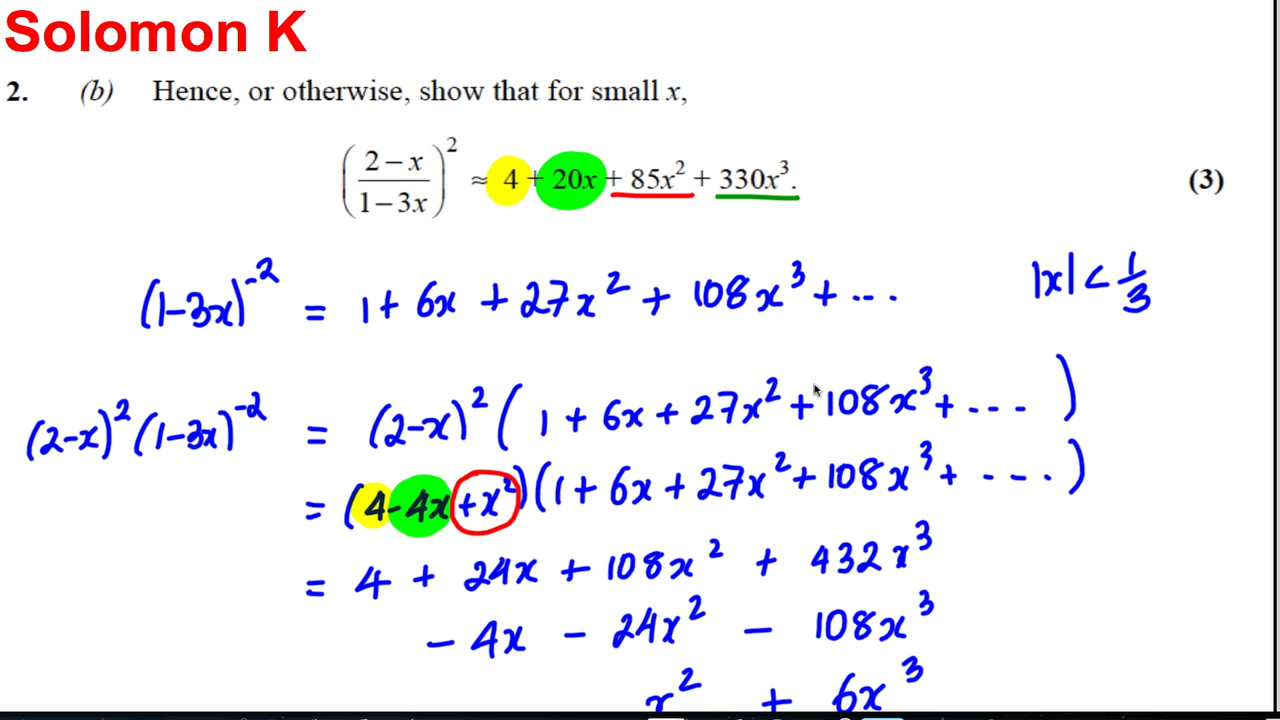 Solomon K
2. (b) Hence, or otherwise, show that for small x,
((2 − x)/(1 − 3x))² ≈ 4 + 20x + 85x² + 330x³. (3)
(1-3x)⁻² = 1 + 6x + 27x² + 108x³ + ... |x| < 1/3
(2-x)²(1-3x)⁻² = (2-x)² (1 + 6x + 27x² + 108x³ + ... )
= (4-4x+x²)(1 + 6x + 27x² + 108x³ + ... )
= 4 + 24x + 108x² + 432x³
- 4x - 24x² - 108x³
x² + 6x³